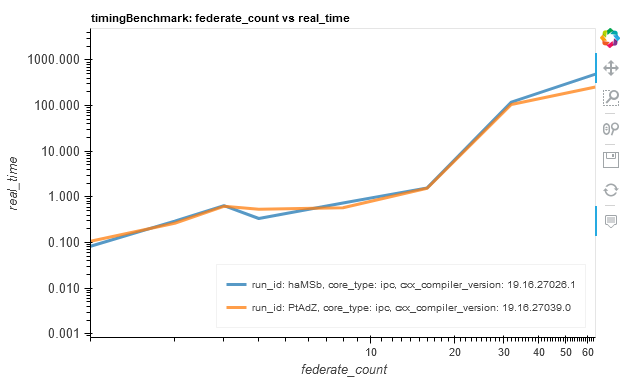 timingBenchmark: federate_count vs real_time
1000.000
100.000
10.000
1.000
0.100
0.010
0.001
real_time
run_id: haMSb, core_type: ipc, cxx_compiler_version: 19.16.27026.1
run_id: PtAdZ, core_type: ipc, cxx_compiler_version: 19.16.27039.0
10 20 30 40 50 60
federate_count